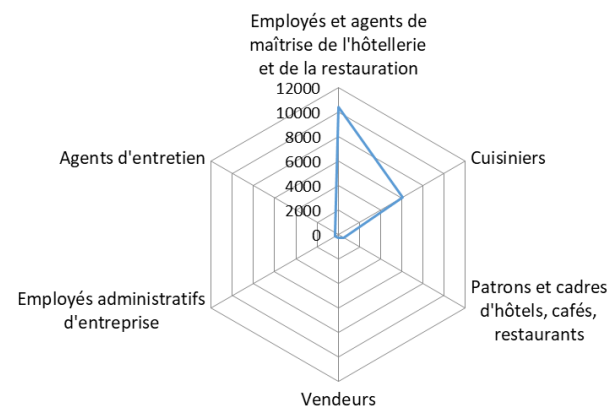 Employés et agents de
maîtrise de l'hôtellerie
et de la restauration
12000
10000
8000
6000
4000
2000
0
Cuisiniers
Patrons et cadres
d'hôtels, cafés,
restaurants
Vendeurs
Employés administratifs
d'entreprise
Agents d'entretien